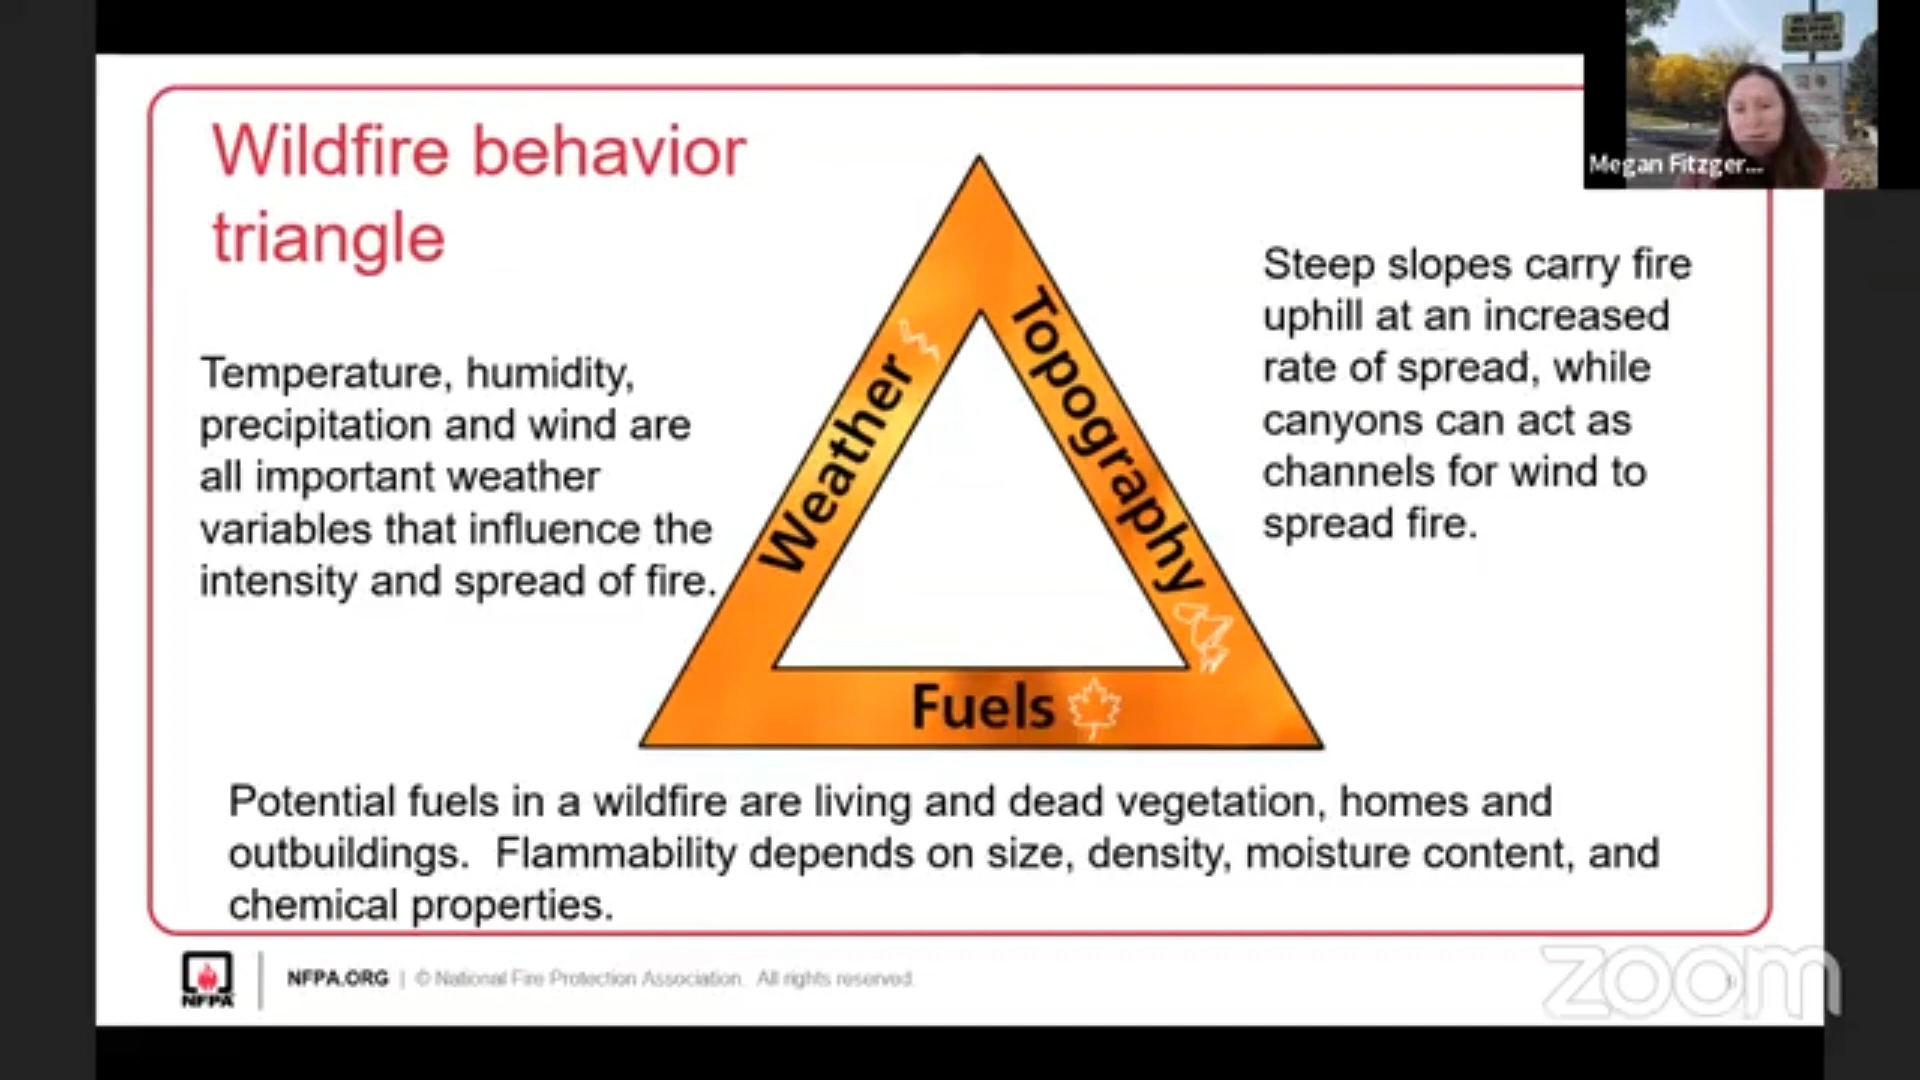 Wildfire behavior
triangle
Megan Fitzger...
Temperature, humidity,
precipitation and wind are
all important weather
variables that influence the
intensity and spread of fire.
Weather
Topography
Fuels
Steep slopes carry fire
uphill at an increased
rate of spread, while
canyons can act as
channels for wind to
spread fire.
Potential fuels in a wildfire are living and dead vegetation, homes and
outbuildings.  Flammability depends on size, density, moisture content, and
chemical properties.
NFPA
NFPA.ORG | © National Fire Protection Association. All rights reserved.
zoom